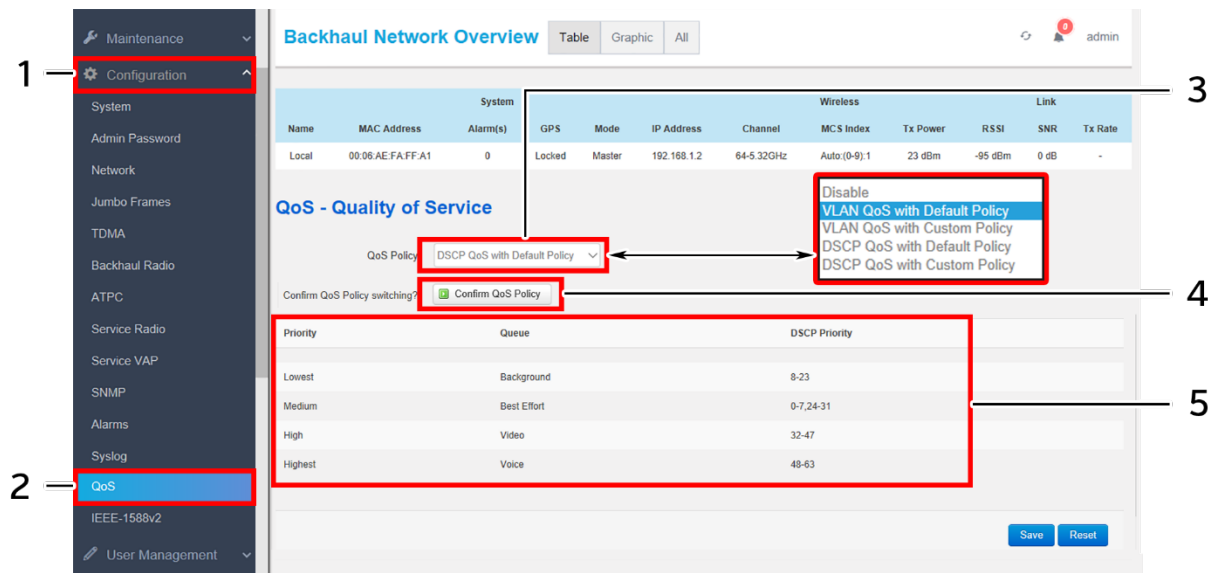 Maintenance
1
Configuration
System
Admin Password
Network
Jumbo Frames
TDMA
Backhaul Radio
ATPC
Service Radio
Service VAP
SNMP
Alarms
Syslog
2
QoS
IEEE-1588v2
User Management
Backhaul Network Overview Table Graphic All 0 admin
3
System Wireless Link
Name MAC Address Alarm(s) GPS Mode IP Address Channel MCS Index Tx Power RSSI SNR Tx Rate
Local 00:06:AE:FA:FF:A1 0 Locked Master 192.168.1.2 64-5.32GHz Auto:(0-9):1 23 dBm -95 dBm 0 dB -
QoS - Quality of Service
QoS Policy DSCP QoS with Default Policy
Disable
VLAN QoS with Default Policy
VLAN QoS with Custom Policy
DSCP QoS with Default Policy
DSCP QoS with Custom Policy
Confirm QoS Policy switching? Confirm QoS Policy
4
Priority Queue DSCP Priority
Lowest Background 8-23
Medium Best Effort 0-7,24-31
5
High Video 32-47
Highest Voice 48-63
Save Reset